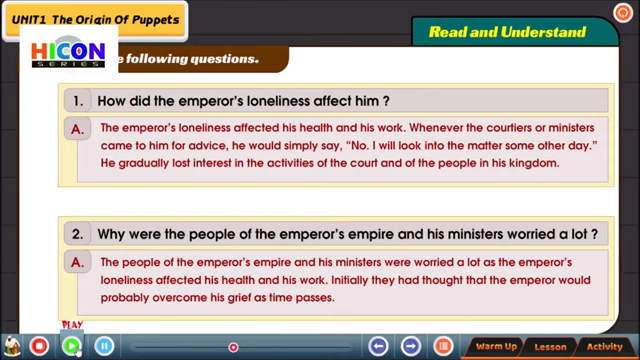 UNIT1 The Origin Of Puppets
Read and Understand
HICON
SERIES
e following questions.
1. How did the emperor's loneliness affect him ?
A. The emperor's loneliness affected his health and his work. Whenever the courtiers or ministers
came to him for advice, he would simply say, "No. I will look into the matter some other day."
He gradually lost interest in the activities of the court and of the people in his kingdom.
2. Why were the people of the emperor's empire and his ministers worried a lot ?
A. The people of the emperor's empire and his ministers were worried a lot as the emperor's
loneliness affected his health and his work. Initially they had thought that the emperor would
probably overcome his grief as time passes.
PLAY
Warm Up
Lesson
Activity